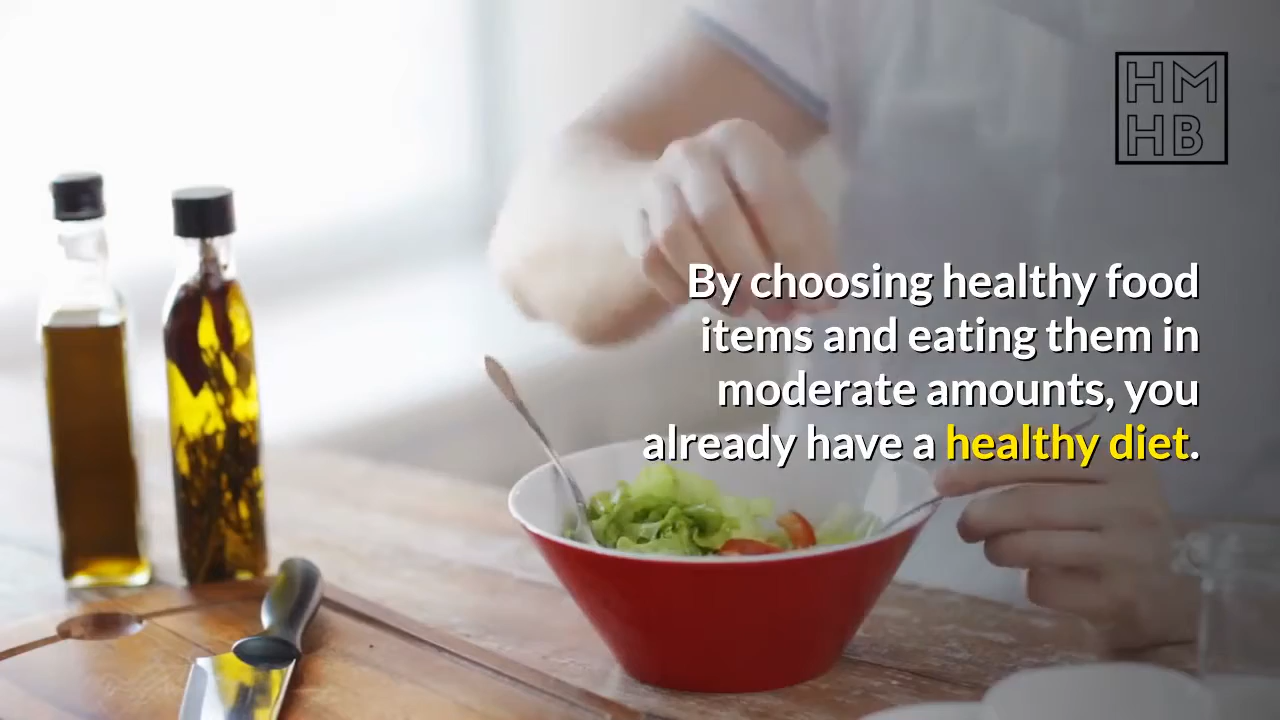 HM
HB
By choosing healthy food
items and eating them in
moderate amounts, you
already have a healthy diet.